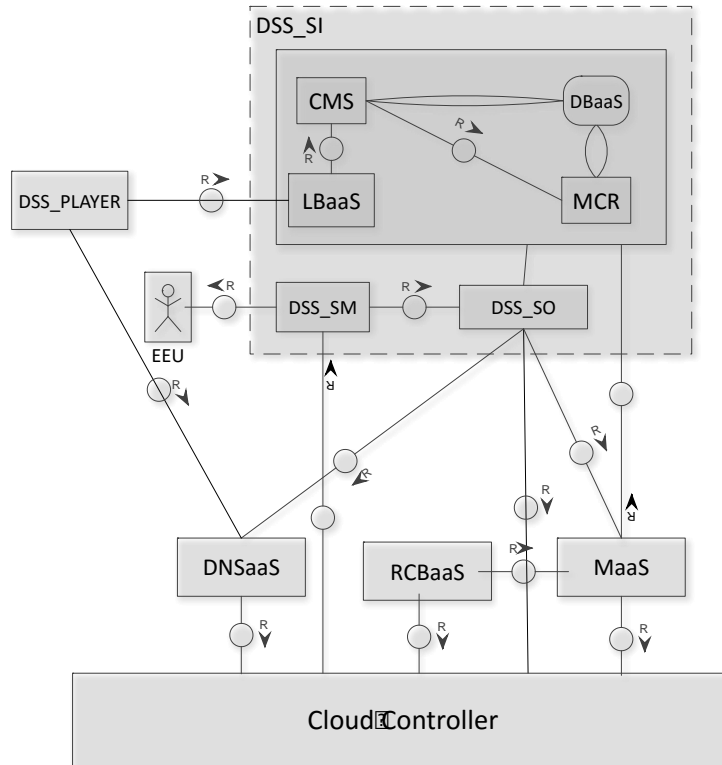 DSS_SI
CMS
DBaaS
R
R
R
DSS_PLAYER
LBaaS
MCR
R
R
DSS_SM
DSS_SO
EEU
R
R
R
R
R
R
DNSaaS
RCBaaS
R
MaaS
R
R
R
Cloud Controller